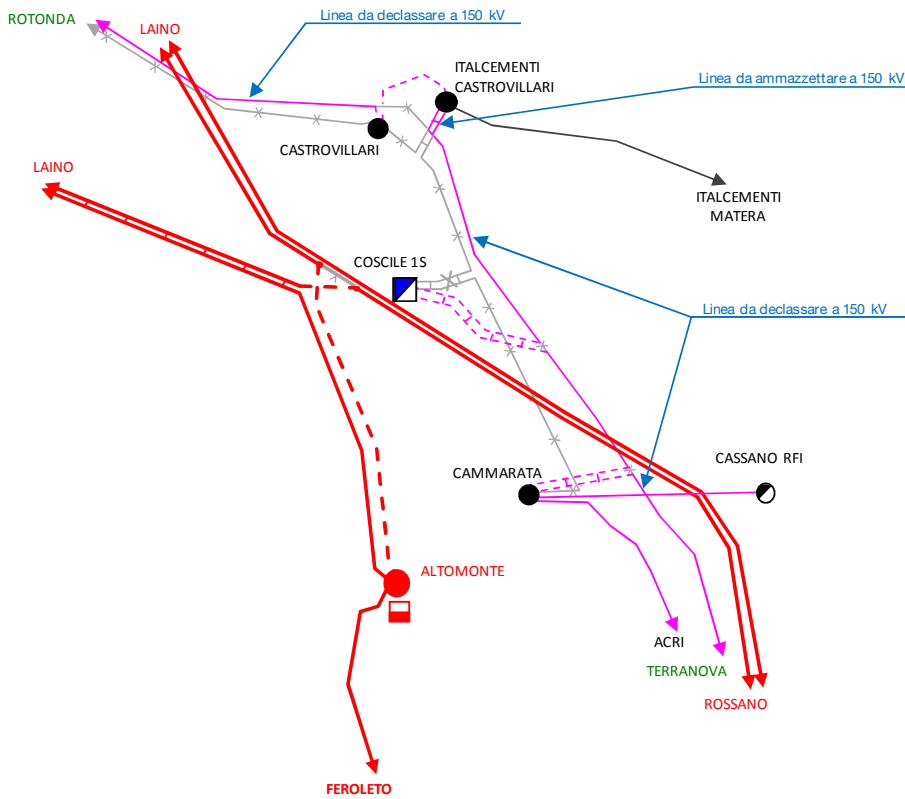 Linea da declassare a 150 kV
ROTONDA
LAINO
ITALCEMENTI
CASTROVILLARI
Linea da ammazzettare a 150 kV
CASTROVILLARI
LAINO
ITALCEMENTI
MATERA
COSCILE 1S
Linea da declassare a 150 kV
CASSANO RFI
CAMMARATA
ALTOMONTE
ACRI
TERRANOVA
ROSSANO
FEROLETO